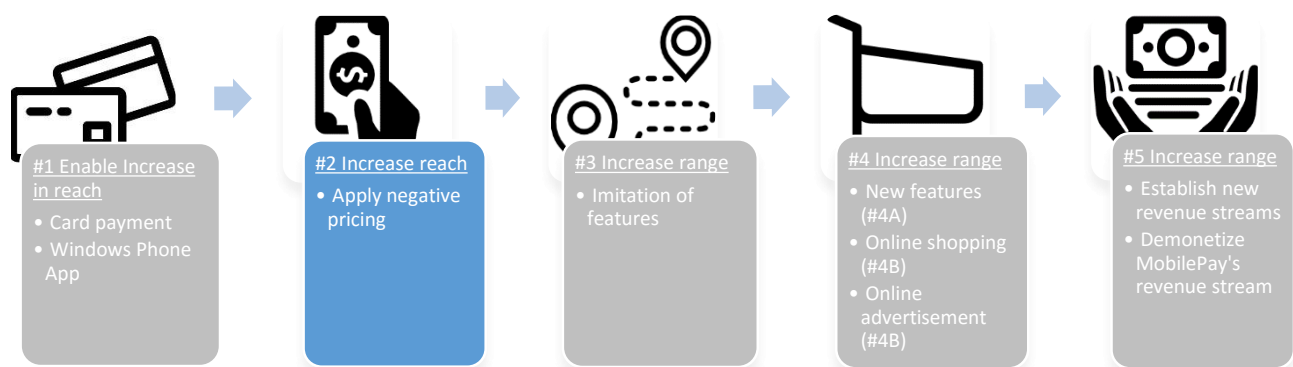 #1 Enable Increase
in reach
• Card payment
• Windows Phone
App
#2 Increase reach
• Apply negative
pricing
#3 Increase range
• Imitation of
features
#4 Increase range
• New features
(#4A)
• Online shopping
(#4B)
• Online
advertisement
(#4B)
#5 Increase range
• Establish new
revenue streams
• Demonetize
MobilePay's
revenue stream